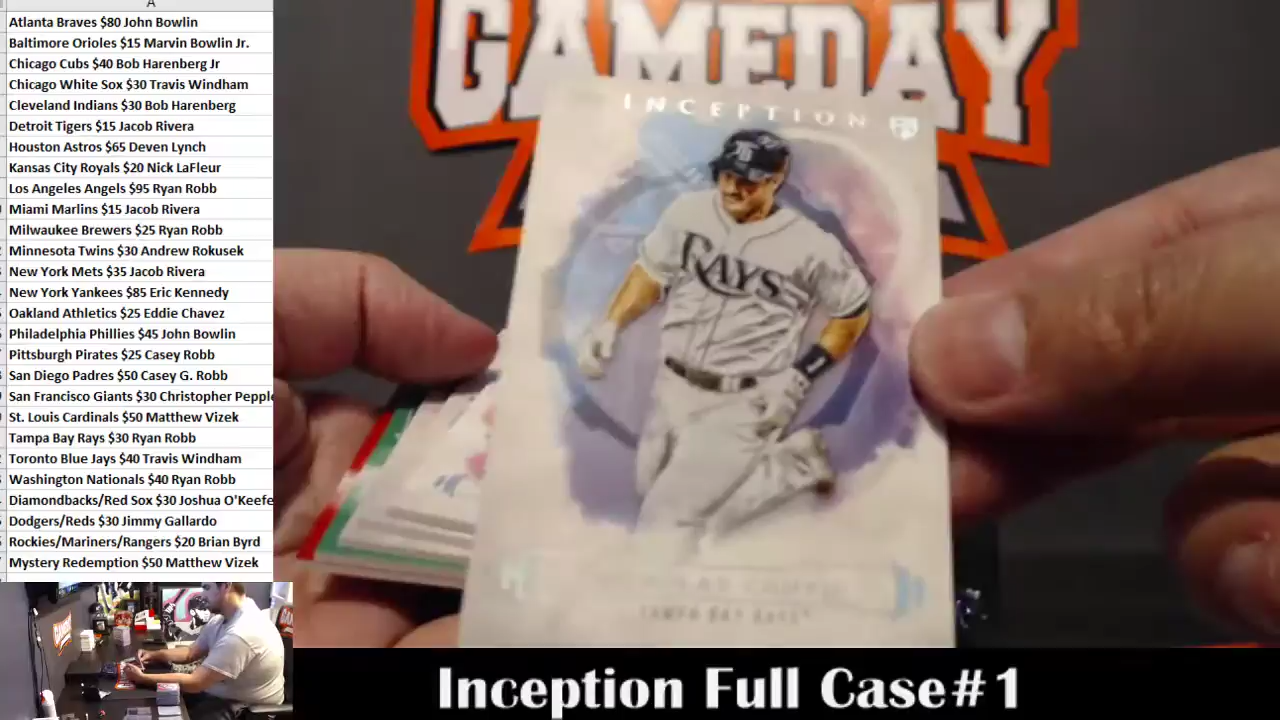 A
Atlanta Braves $80 John Bowlin
Baltimore Orioles $15 Marvin Bowlin Jr.
Chicago Cubs $40 Bob Harenberg Jr
Chicago White Sox $30 Travis Windham
Cleveland Indians $30 Bob Harenberg
Detroit Tigers $15 Jacob Rivera
Houston Astros $65 Deven Lynch
Kansas City Royals $20 Nick LaFleur
Los Angeles Angels $95 Ryan Robb
Miami Marlins $15 Jacob Rivera
Milwaukee Brewers $25 Ryan Robb
Minnesota Twins $30 Andrew Rokusek
New York Mets $35 Jacob Rivera
New York Yankees $85 Eric Kennedy
Oakland Athletics $25 Eddie Chavez
Philadelphia Phillies $45 John Bowlin
Pittsburgh Pirates $25 Casey Robb
San Diego Padres $50 Casey G. Robb
San Francisco Giants $30 Christopher Pepple
St. Louis Cardinals $50 Matthew Vizek
Tampa Bay Rays $30 Ryan Robb
Toronto Blue Jays $40 Travis Windham
Washington Nationals $40 Ryan Robb
Diamondbacks/Red Sox $30 Joshua O'Keefe
Dodgers/Reds $30 Jimmy Gallardo
Rockies/Mariners/Rangers $20 Brian Byrd
Mystery Redemption $50 Matthew Vizek
GAMEDAY
INCEPTION
RAYS
TAMPA BAY RAYS
Inception Full Case#1